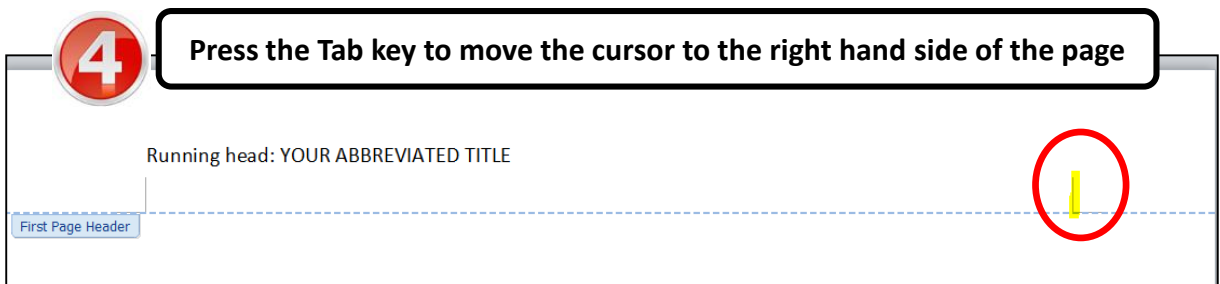 4
Press the Tab key to move the cursor to the right hand side of the page
Running head: YOUR ABBREVIATED TITLE
First Page Header